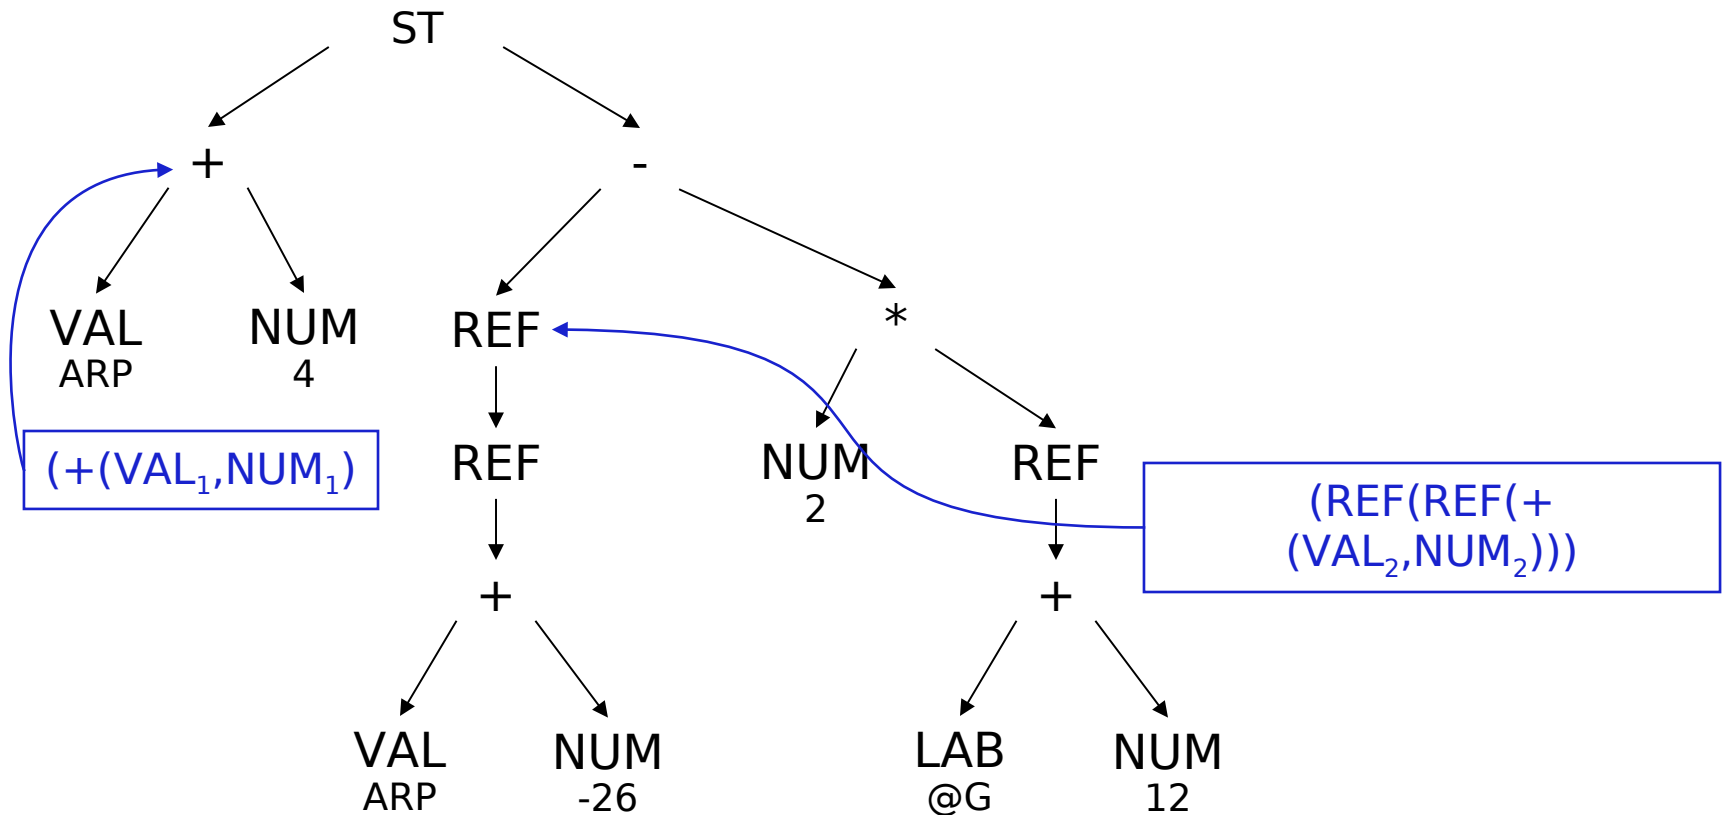 ST
+
-
VAL
ARP
NUM
4
REF
*
(+(VAL₁,NUM₁)
REF
NUM
2
REF
(REF(REF(+
(VAL₂,NUM₂)))
+
+
VAL
ARP
NUM
-26
LAB
@G
NUM
12